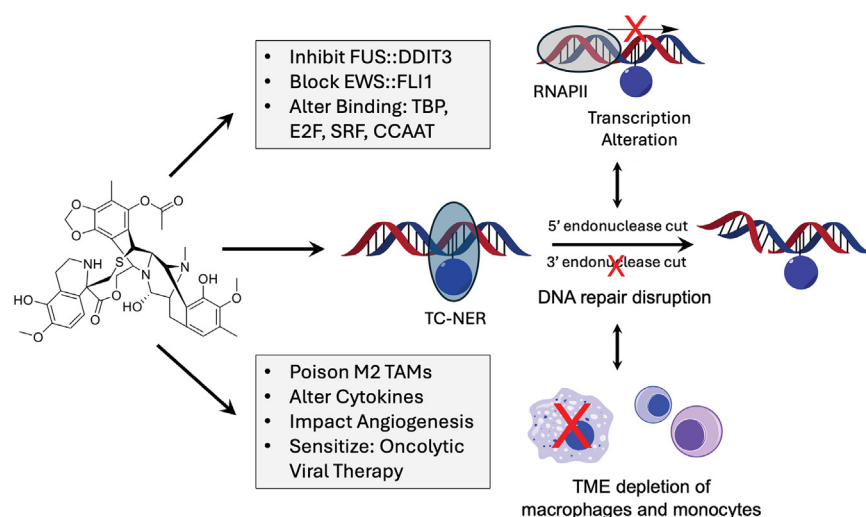 • Inhibit FUS::DDIT3
• Block EWS::FLI1
• Alter Binding: TBP,
E2F, SRF, CCAAT
RNAPII
Transcription
Alteration
O
O
O
O
S
NH
N
N
OH
O
HO
HO
O
O
O
TC-NER
5' endonuclease cut
3' endonuclease cut
DNA repair disruption
• Poison M2 TAMs
• Alter Cytokines
• Impact Angiogenesis
• Sensitize: Oncolytic
Viral Therapy
TME depletion of
macrophages and monocytes